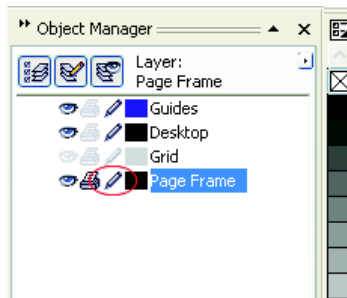 Object Manager
Layer:
Page Frame
Guides
Desktop
Grid
Page Frame